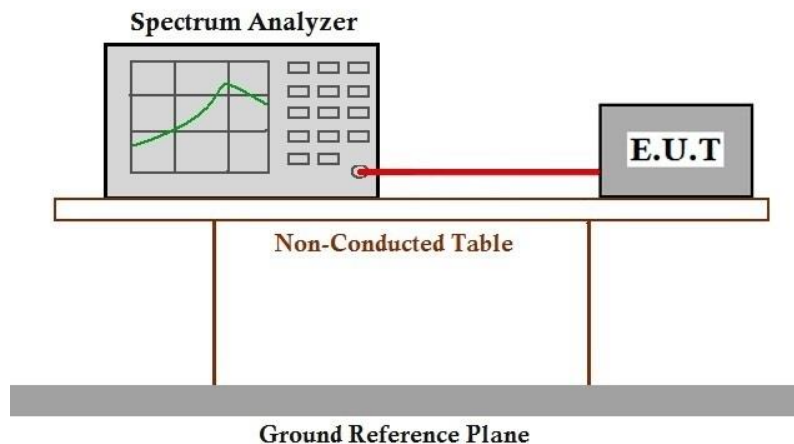 Spectrum Analyzer
E.U.T
Non-Conducted Table
Ground Reference Plane